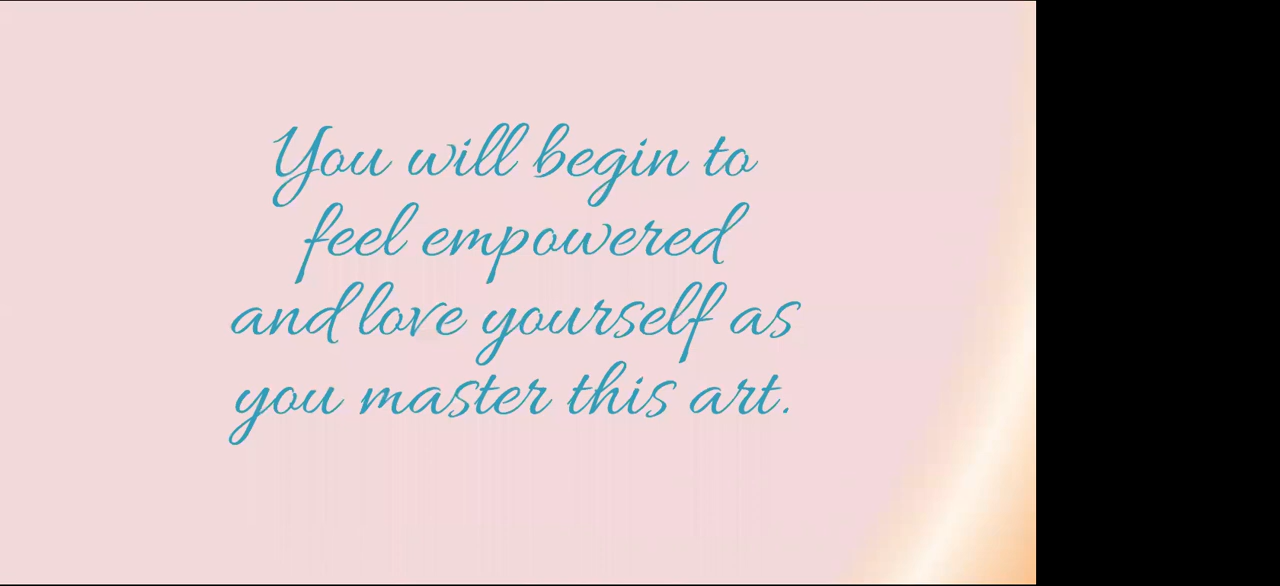 You will begin to
feel empowered
and love yourself as
you master this art.